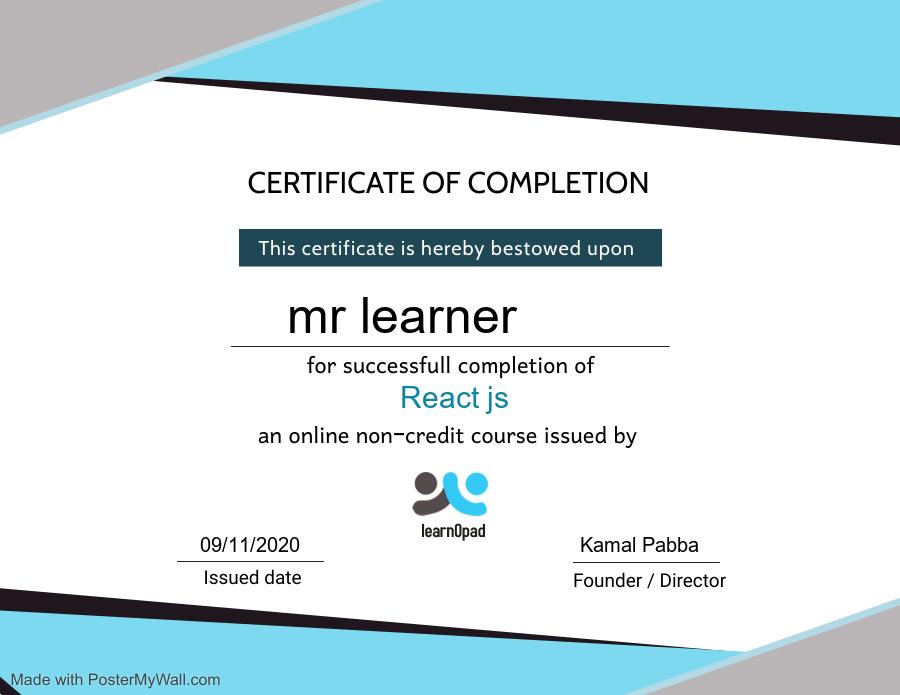 CERTIFICATE OF COMPLETION
This certificate is hereby bestowed upon
mr learner
for successfull completion of
React js
an online non-credit course issued by
learnOpad
09/11/2020
Kamal Pabba
Issued date
Founder / Director
Made with PosterMyWall.com